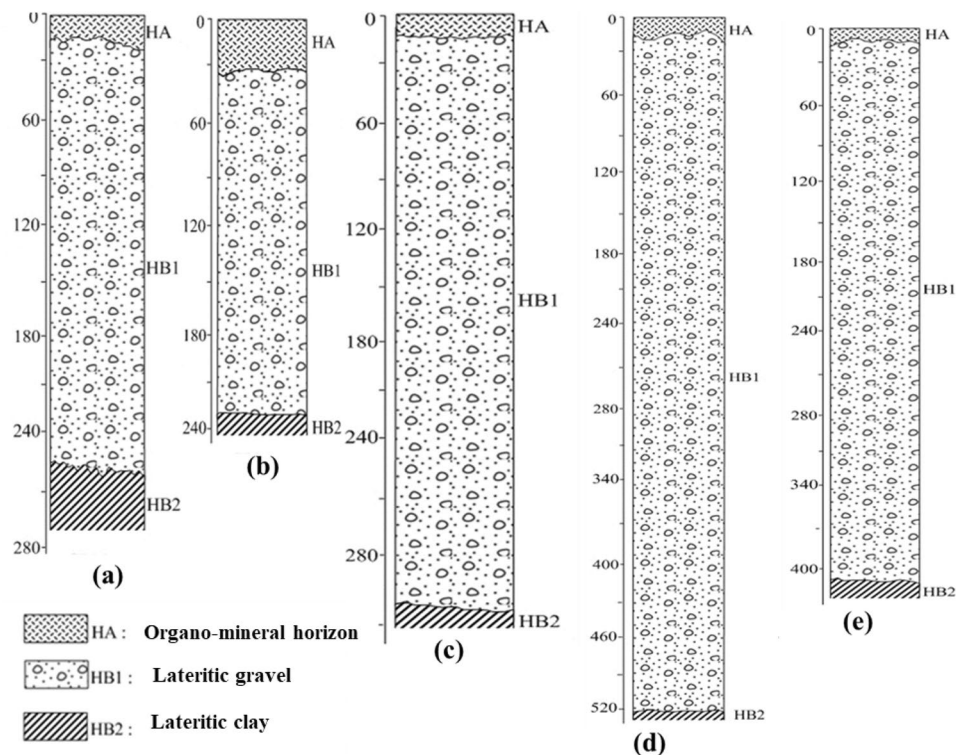 0
60
120
180
240
280
HA
HB1
HB2
(a)
0
60
120
180
240
HA
HB1
HB2
(b)
0
60
120
180
240
280
HA
HB1
HB2
(c)
0
60
120
180
240
280
340
400
460
520
HA
HB1
HB2
(d)
0
60
120
180
240
280
340
400
HA
HB1
HB2
(e)
HA : Organo-mineral horizon
HB1 : Lateritic gravel
HB2 : Lateritic clay